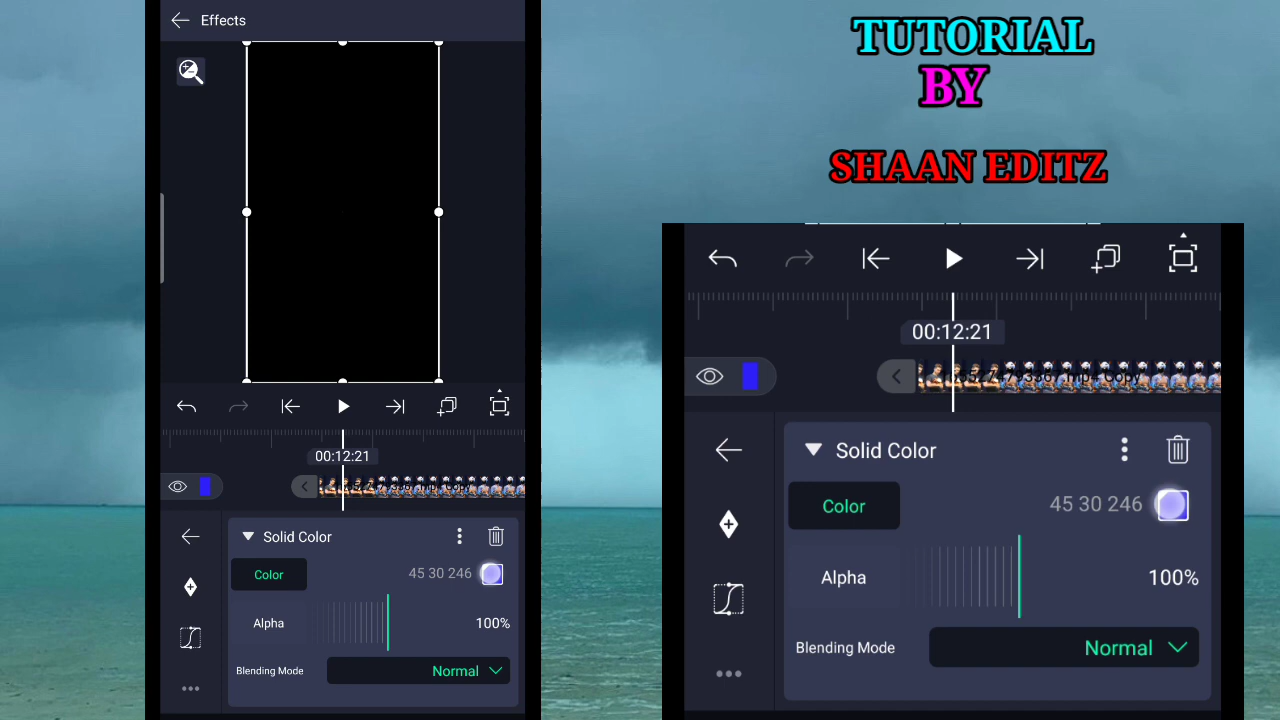 Effects
00:12:21
Solid Color
Color
45 30 246
Alpha
100%
Blending Mode
Normal
TUTORIAL
BY
SHAAN EDITZ
00:12:21
Solid Color
Color
45 30 246
Alpha
100%
Blending Mode
Normal